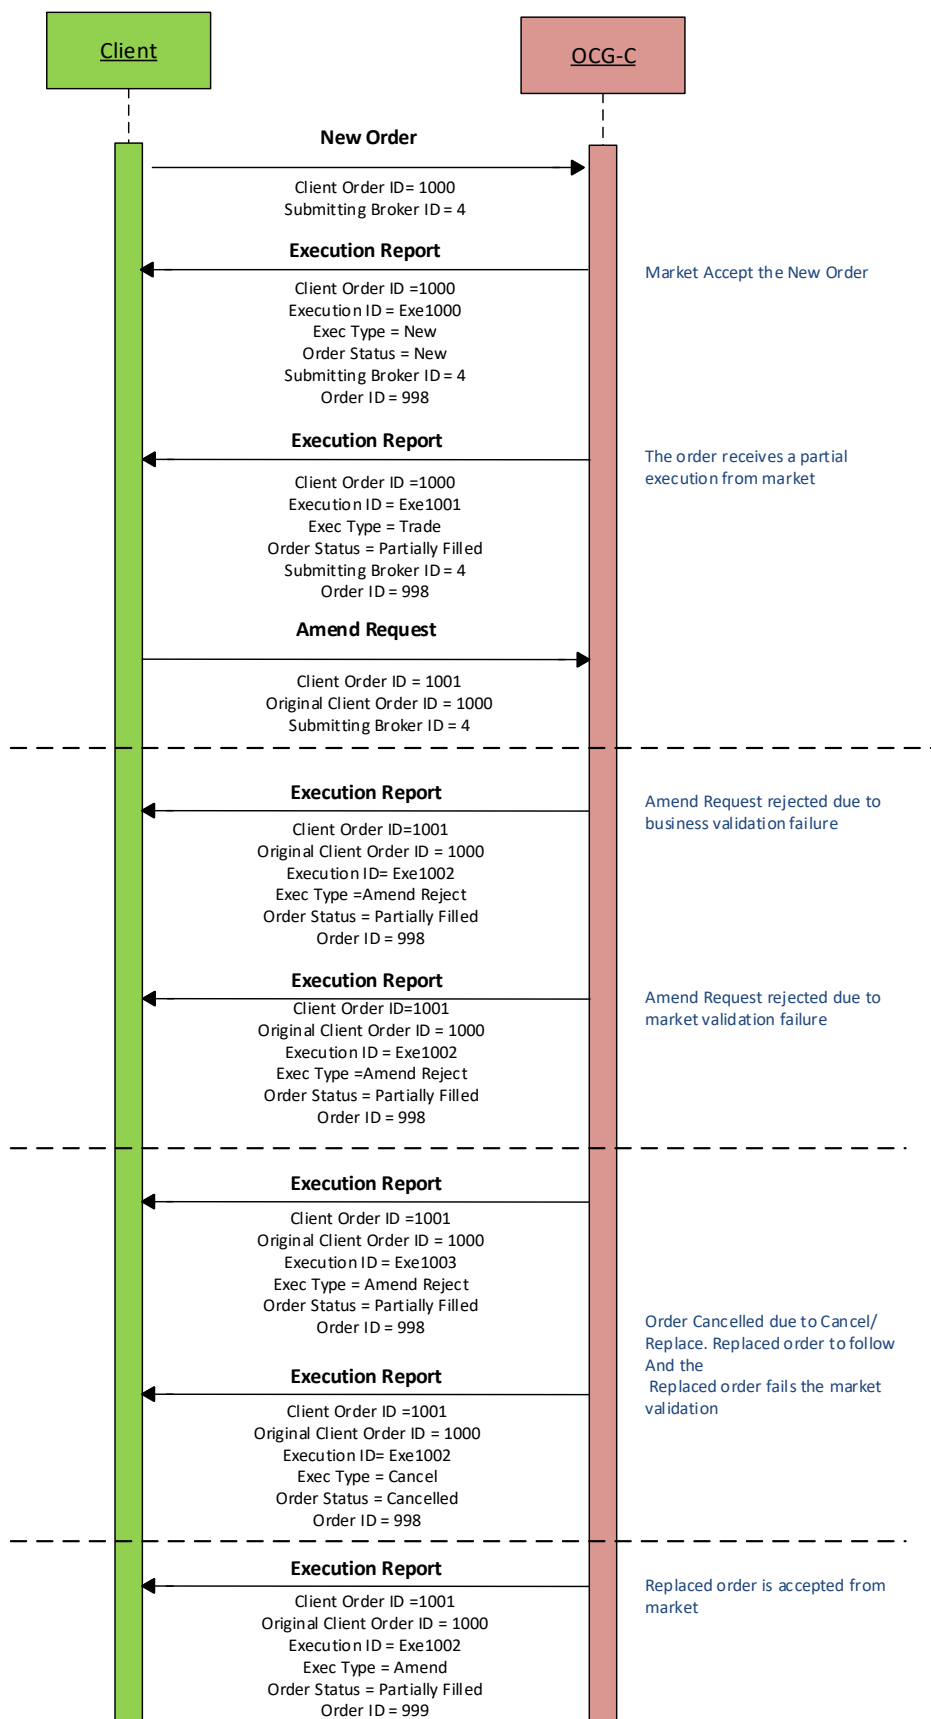 Client
OCG-C
New Order
Client Order ID= 1000
Submitting Broker ID = 4
Execution Report
Market Accept the New Order
Client Order ID =1000
Execution ID = Exe1000
Exec Type = New
Order Status = New
Submitting Broker ID = 4
Order ID = 998
Execution Report
The order receives a partial
execution from market
Client Order ID =1000
Execution ID = Exe1001
Exec Type = Trade
Order Status = Partially Filled
Submitting Broker ID = 4
Order ID = 998
Amend Request
Client Order ID = 1001
Original Client Order ID = 1000
Submitting Broker ID = 4
Execution Report
Amend Request rejected due to
business validation failure
Client Order ID=1001
Original Client Order ID = 1000
Execution ID= Exe1002
Exec Type =Amend Reject
Order Status = Partially Filled
Order ID = 998
Execution Report
Amend Request rejected due to
market validation failure
Client Order ID=1001
Original Client Order ID = 1000
Execution ID = Exe1002
Exec Type =Amend Reject
Order Status = Partially Filled
Order ID = 998
Execution Report
Client Order ID =1001
Original Client Order ID = 1000
Execution ID = Exe1003
Exec Type = Amend Reject
Order Status = Partially Filled
Order ID = 998
Order Cancelled due to Cancel/
Replace. Replaced order to follow
And the
Replaced order fails the market
validation
Execution Report
Client Order ID =1001
Original Client Order ID = 1000
Execution ID= Exe1002
Exec Type = Cancel
Order Status = Cancelled
Order ID = 998
Execution Report
Replaced order is accepted from
market
Client Order ID =1001
Original Client Order ID = 1000
Execution ID = Exe1002
Exec Type = Amend
Order Status = Partially Filled
Order ID = 999